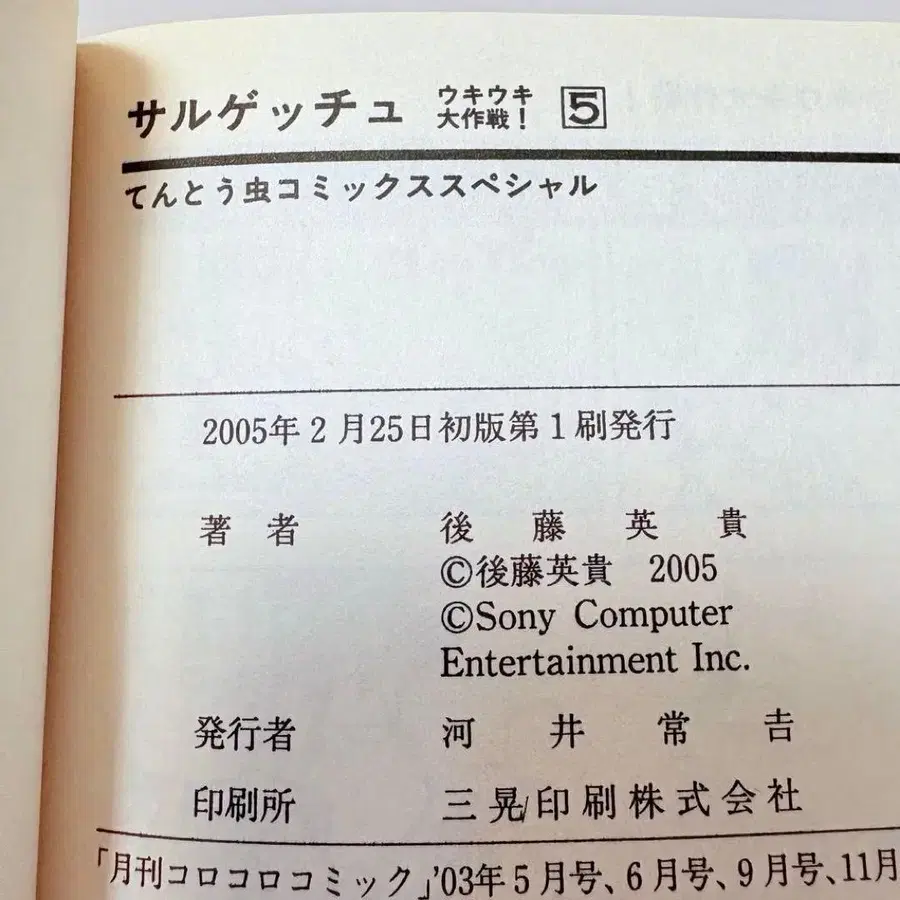 サルゲッチュ ウキウキ大作戦! 5
てんとう虫コミックススペシャル
2005年2月25日初版第1刷発行
著者 後藤英貴
©後藤英貴 2005
©Sony Computer
Entertainment Inc.
発行者 河井常吉
印刷所 三晃印刷株式会社
「月刊コロコロコミック」'03年5月号、6月号、9月号、11月